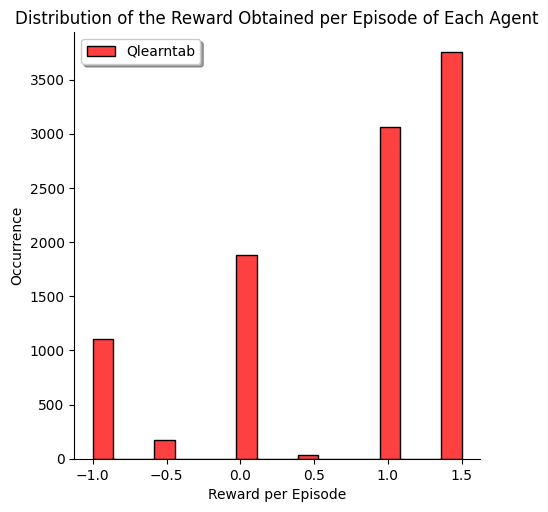 Distribution of the Reward Obtained per Episode of Each Agent
Qlearntab
3500
3000
2500
2000
1500
1000
500
0
Occurrence
−1.0 −0.5 0.0 0.5 1.0 1.5
Reward per Episode